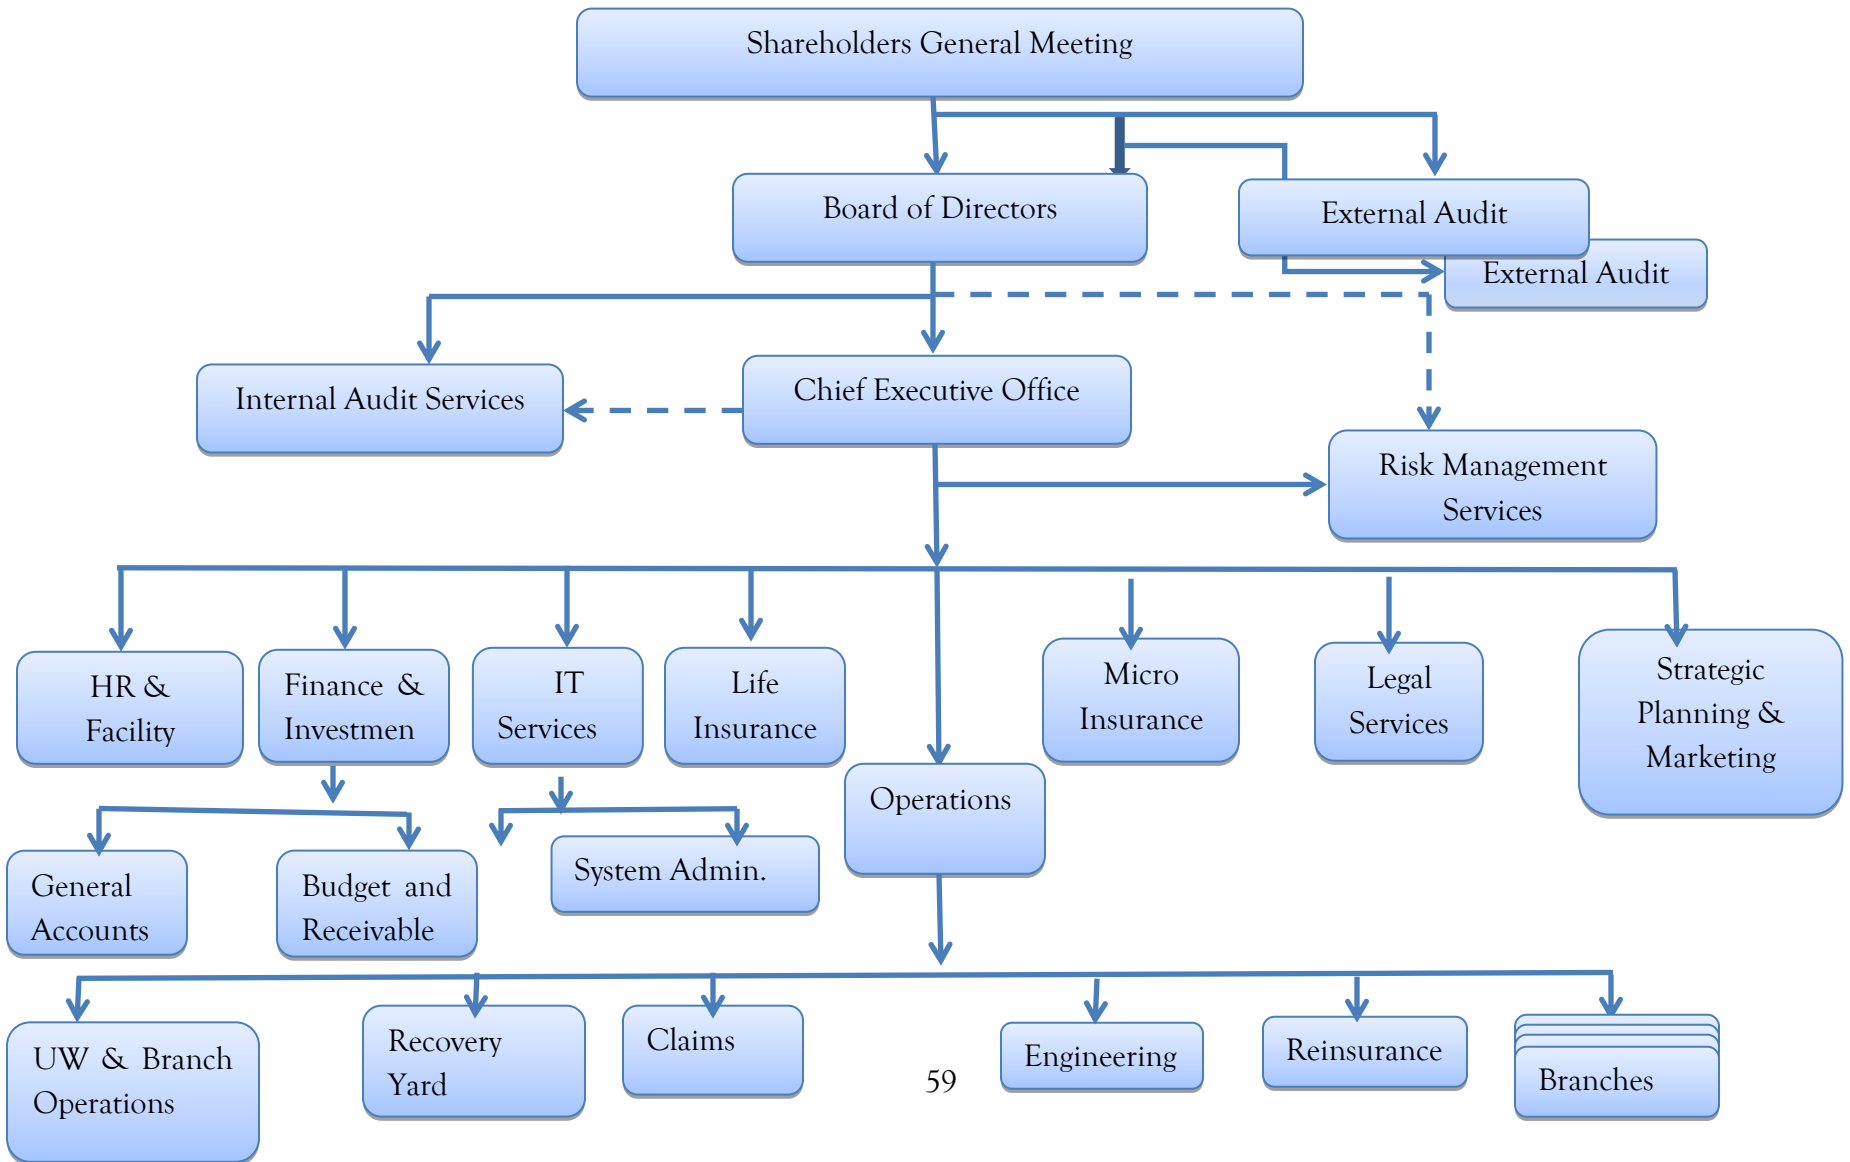 Shareholders General Meeting
Board of Directors
External Audit
External Audit
Internal Audit Services
Chief Executive Office
Risk Management
Services
HR &
Facility
Finance &
Investmen
IT
Services
Life
Insurance
Operations
Micro
Insurance
Legal
Services
Strategic
Planning &
Marketing
General
Accounts
Budget and
Receivable
System Admin.
UW & Branch
Operations
Recovery
Yard
Claims
59
Engineering
Reinsurance
Branches